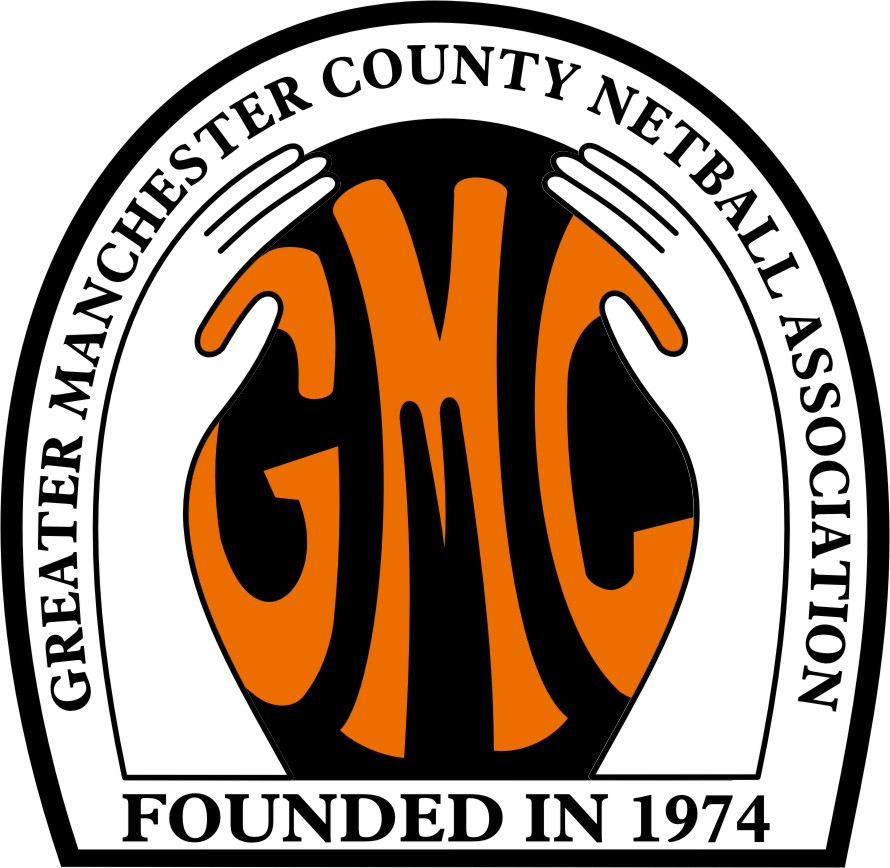 GREATER MANCHESTER COUNTY NETBALL ASSOCIATION
GMC
FOUNDED IN 1974